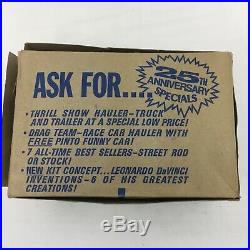 ASK FOR....
25TH
ANNIVERSARY
SPECIALS
• THRILL SHOW HAULER-TRUCK
AND TRAILER AT A SPECIAL LOW PRICE!
• DRAG TEAM-RACE CAR HAULER WITH
FREE PINTO FUNNY CAR!
• 7 ALL-TIME BEST SELLERS-STREET ROD
OR STOCK!
• NEW KIT CONCEPT...LEONARDO DaVINCI
INVENTIONS-6 OF HIS GREATEST
CREATIONS!